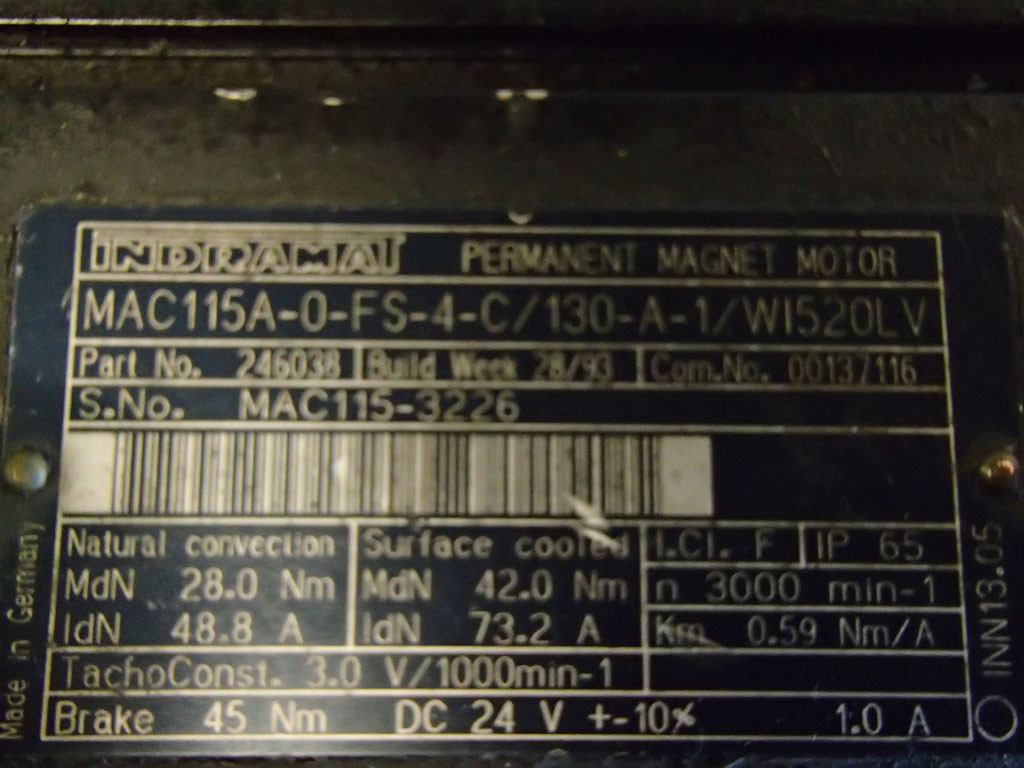 INDRAMAT PERMANENT MAGNET MOTOR
MAC115A-0-FS-4-C/130-A-1/WI520LV
Part No. 246038 Build Week 28/93 Com.No. 00137116
S.No. MAC115-3226
Natural convection Surface cooled I.Cl. F IP 65
MdN 28.0 Nm MdN 42.0 Nm n 3000 min-1
IdN 48.8 A IdN 73.2 A Km 0.59 Nm/A
TachoConst. 3.0 V/1000min-1
Brake 45 Nm DC 24 V +-10% 1.0 A
Made in Germany
INN13.05